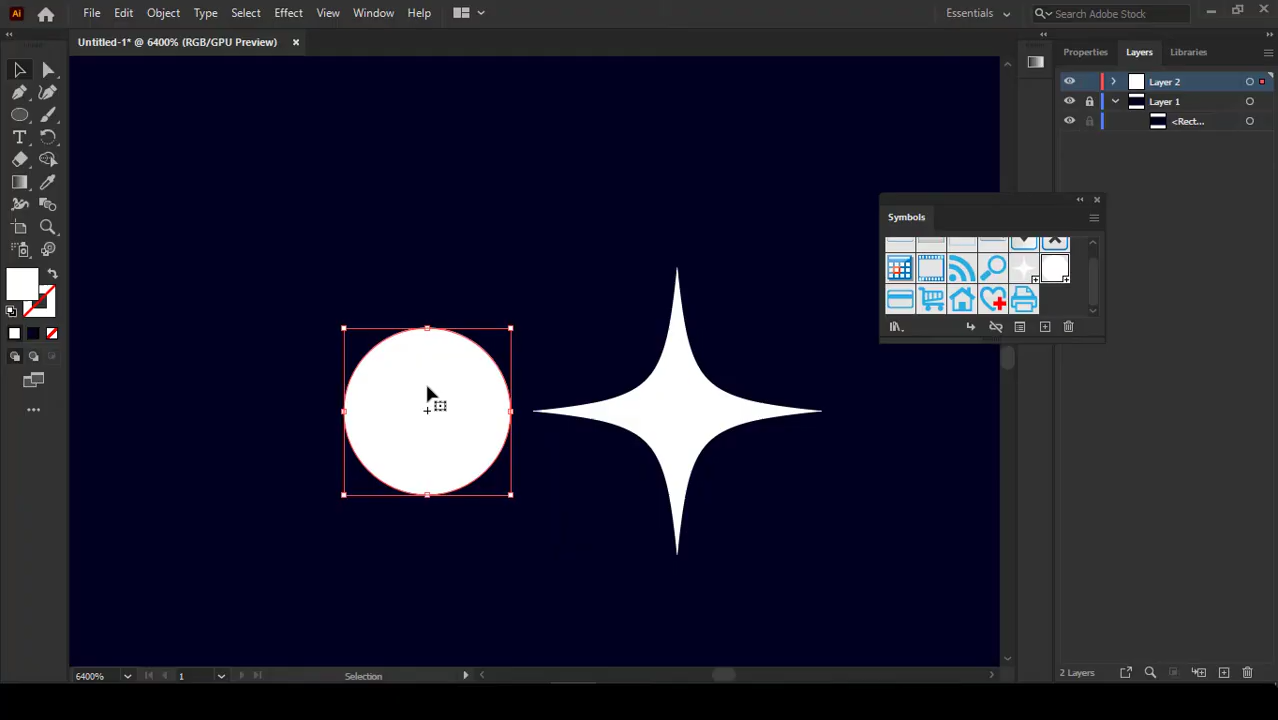 Ai File Edit Object Type Select Effect View Window Help Essentials Search Adobe Stock
Untitled-1* @ 6400% (RGB/GPU Preview)
Properties Layers Libraries
Layer 2
Layer 1
<Rect...
Symbols
6400% 1 Selection 2 Layers